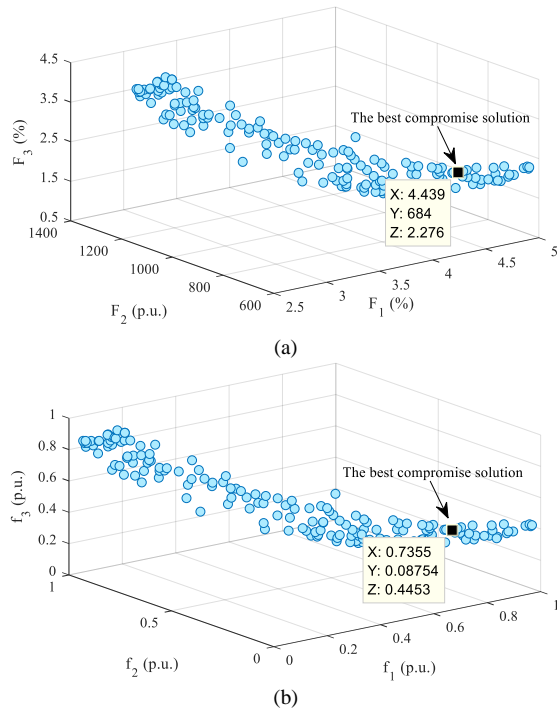 4.5
3.5
2.5
1.5
0.5
F3 (%)
The best compromise solution
X: 4.439
Y: 684
Z: 2.276
1400
1200
1000
800
600
F2 (p.u.)
2.5
3
3.5
4
4.5
5
F1 (%)
(a)
1
0.8
0.6
0.4
0.2
0
f3 (p.u.)
The best compromise solution
X: 0.7355
Y: 0.08754
Z: 0.4453
1
0.5
0
f2 (p.u.)
0
0.2
0.4
0.6
0.8
1
f1 (p.u.)
(b)